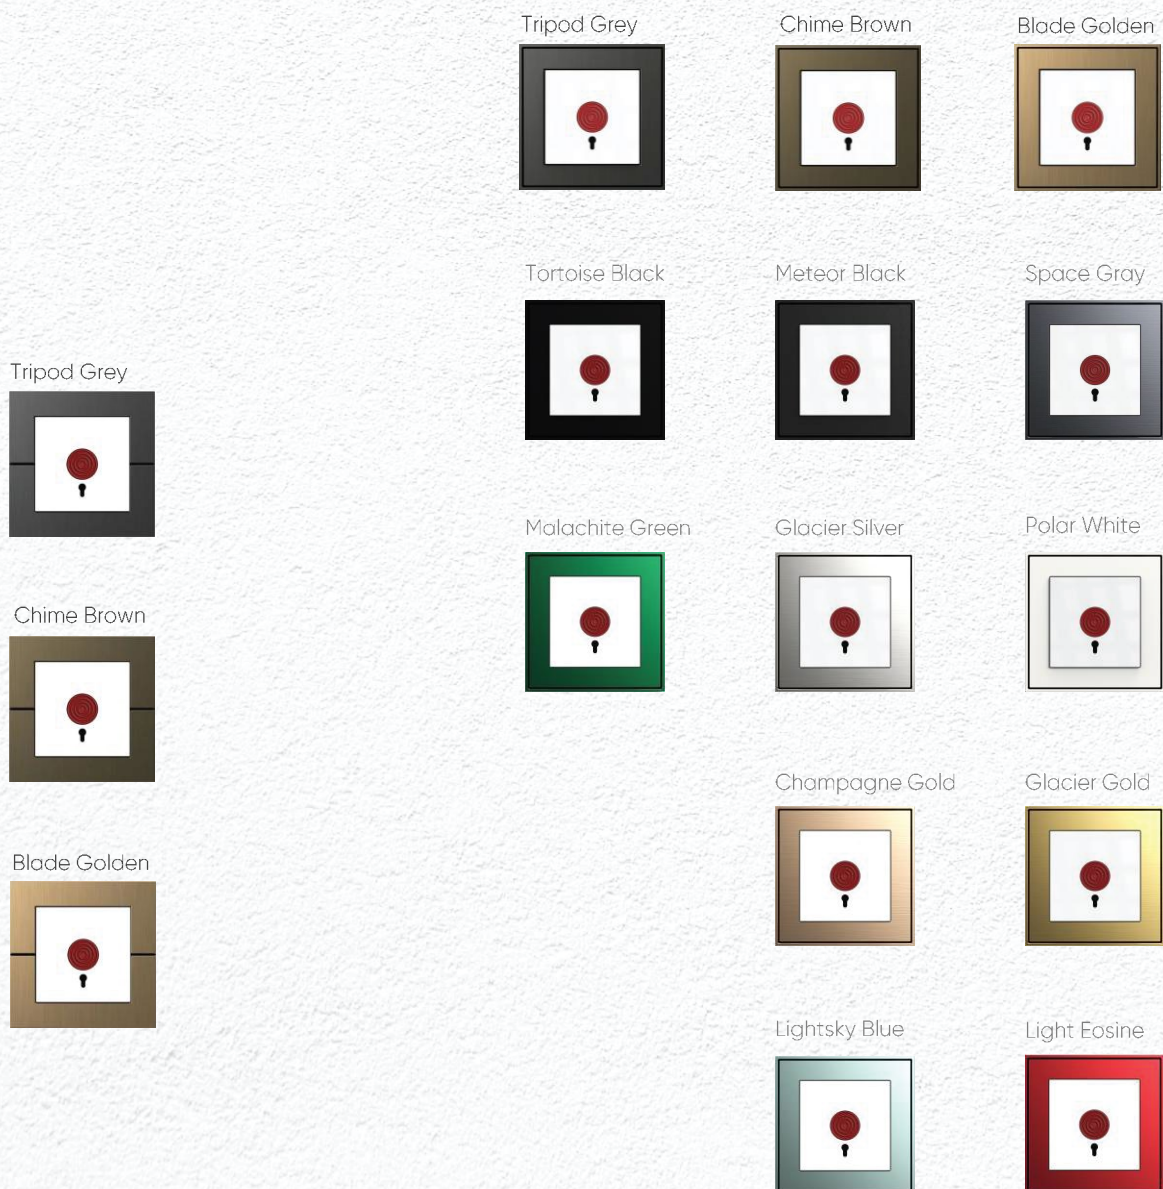 Tripod Grey
Chime Brown
Blade Golden
Tortoise Black
Meteor Black
Space Gray
Tripod Grey
Malachite Green
Glacier Silver
Polar White
Chime Brown
Champagne Gold
Glacier Gold
Blade Golden
Lightsky Blue
Light Eosine